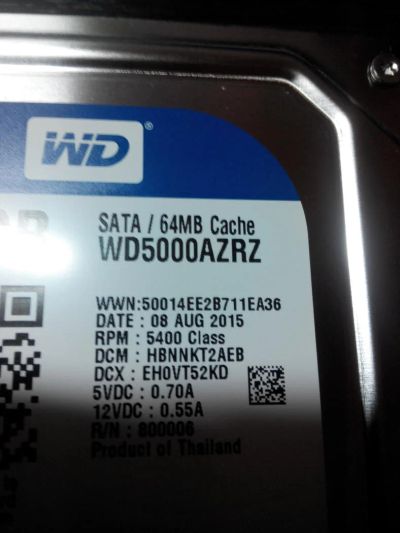 WD®
SATA / 64MB Cache
WD5000AZRZ
WWN:50014EE2B711EA36
DATE : 08 AUG 2015
RPM : 5400 Class
DCM : HBNNKT2AEB
DCX : EH0VT52KD
5VDC : 0.70A
12VDC : 0.55A
R/N : 800006
Product of Thailand